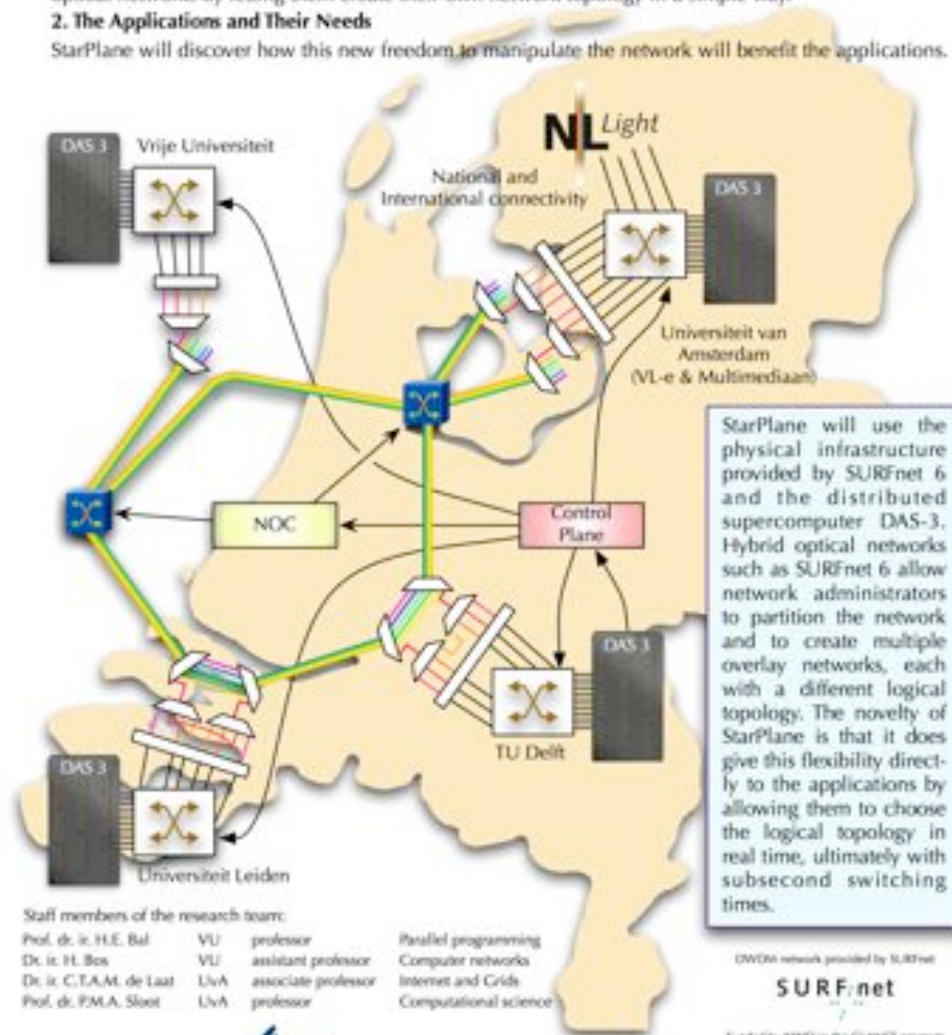 2. The Applications and Their Needs
StarPlane will discover how this new freedom to manipulate the network will benefit the applications.
DAS 3
Vrije Universiteit
NL Light
National and
International connectivity
DAS 3
Universiteit van
Amsterdam
(VL-e & Multimediaan)
NOC
Control
Plane
StarPlane will use the
physical infrastructure
provided by SURFnet 6
and the distributed
supercomputer DAS-3.
Hybrid optical networks
such as SURFnet 6 allow
network administrators
to partition the network
and to create multiple
overlay networks, each
with a different logical
topology. The novelty of
StarPlane is that it does
give this flexibility direct-
ly to the applications by
allowing them to choose
the logical topology in
real time, ultimately with
subsecond switching
times.
DAS 3
TU Delft
DAS 3
Universiteit Leiden
Staff members of the research team:
Prof. dr. ir. H.E. Bal VU professor Parallel programming
Dr. ir. H. Bos VU assistant professor Computer networks
Dr. ir. C.T.A.M. de Laat UvA associate professor Internet and Grids
Prof. dr. P.M.A. Sloot UvA professor Computational science
DWDM network provided by SURFnet
SURFnet